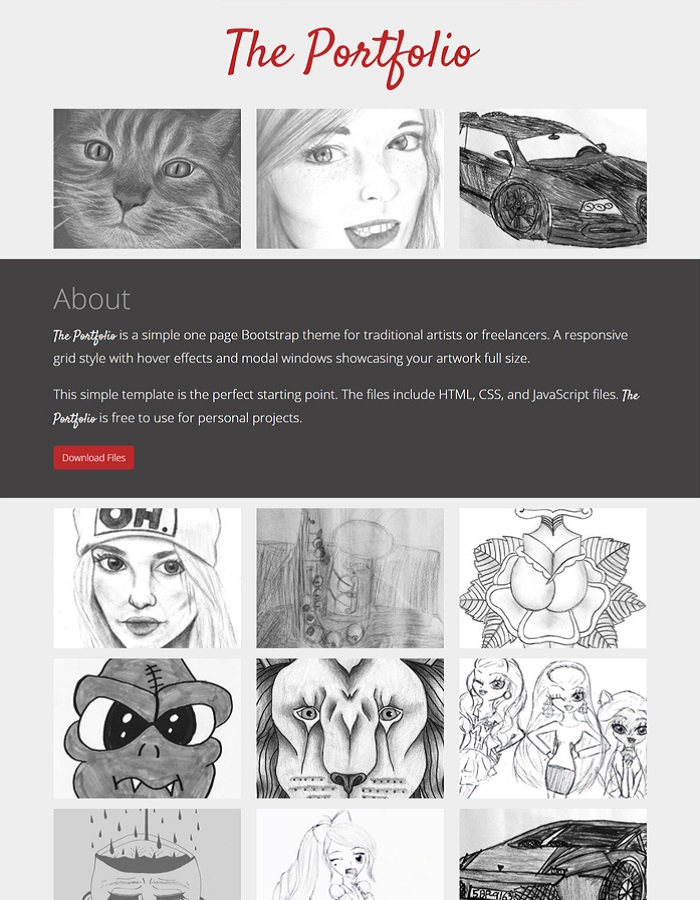 The Portfolio
About
The Portfolio is a simple one page Bootstrap theme for traditional artists or freelancers. A responsive
grid style with hover effects and modal windows showcasing your artwork full size.
This simple template is the perfect starting point. The files include HTML, CSS, and JavaScript files. The
Portfolio is free to use for personal projects.
Download Files
OH.